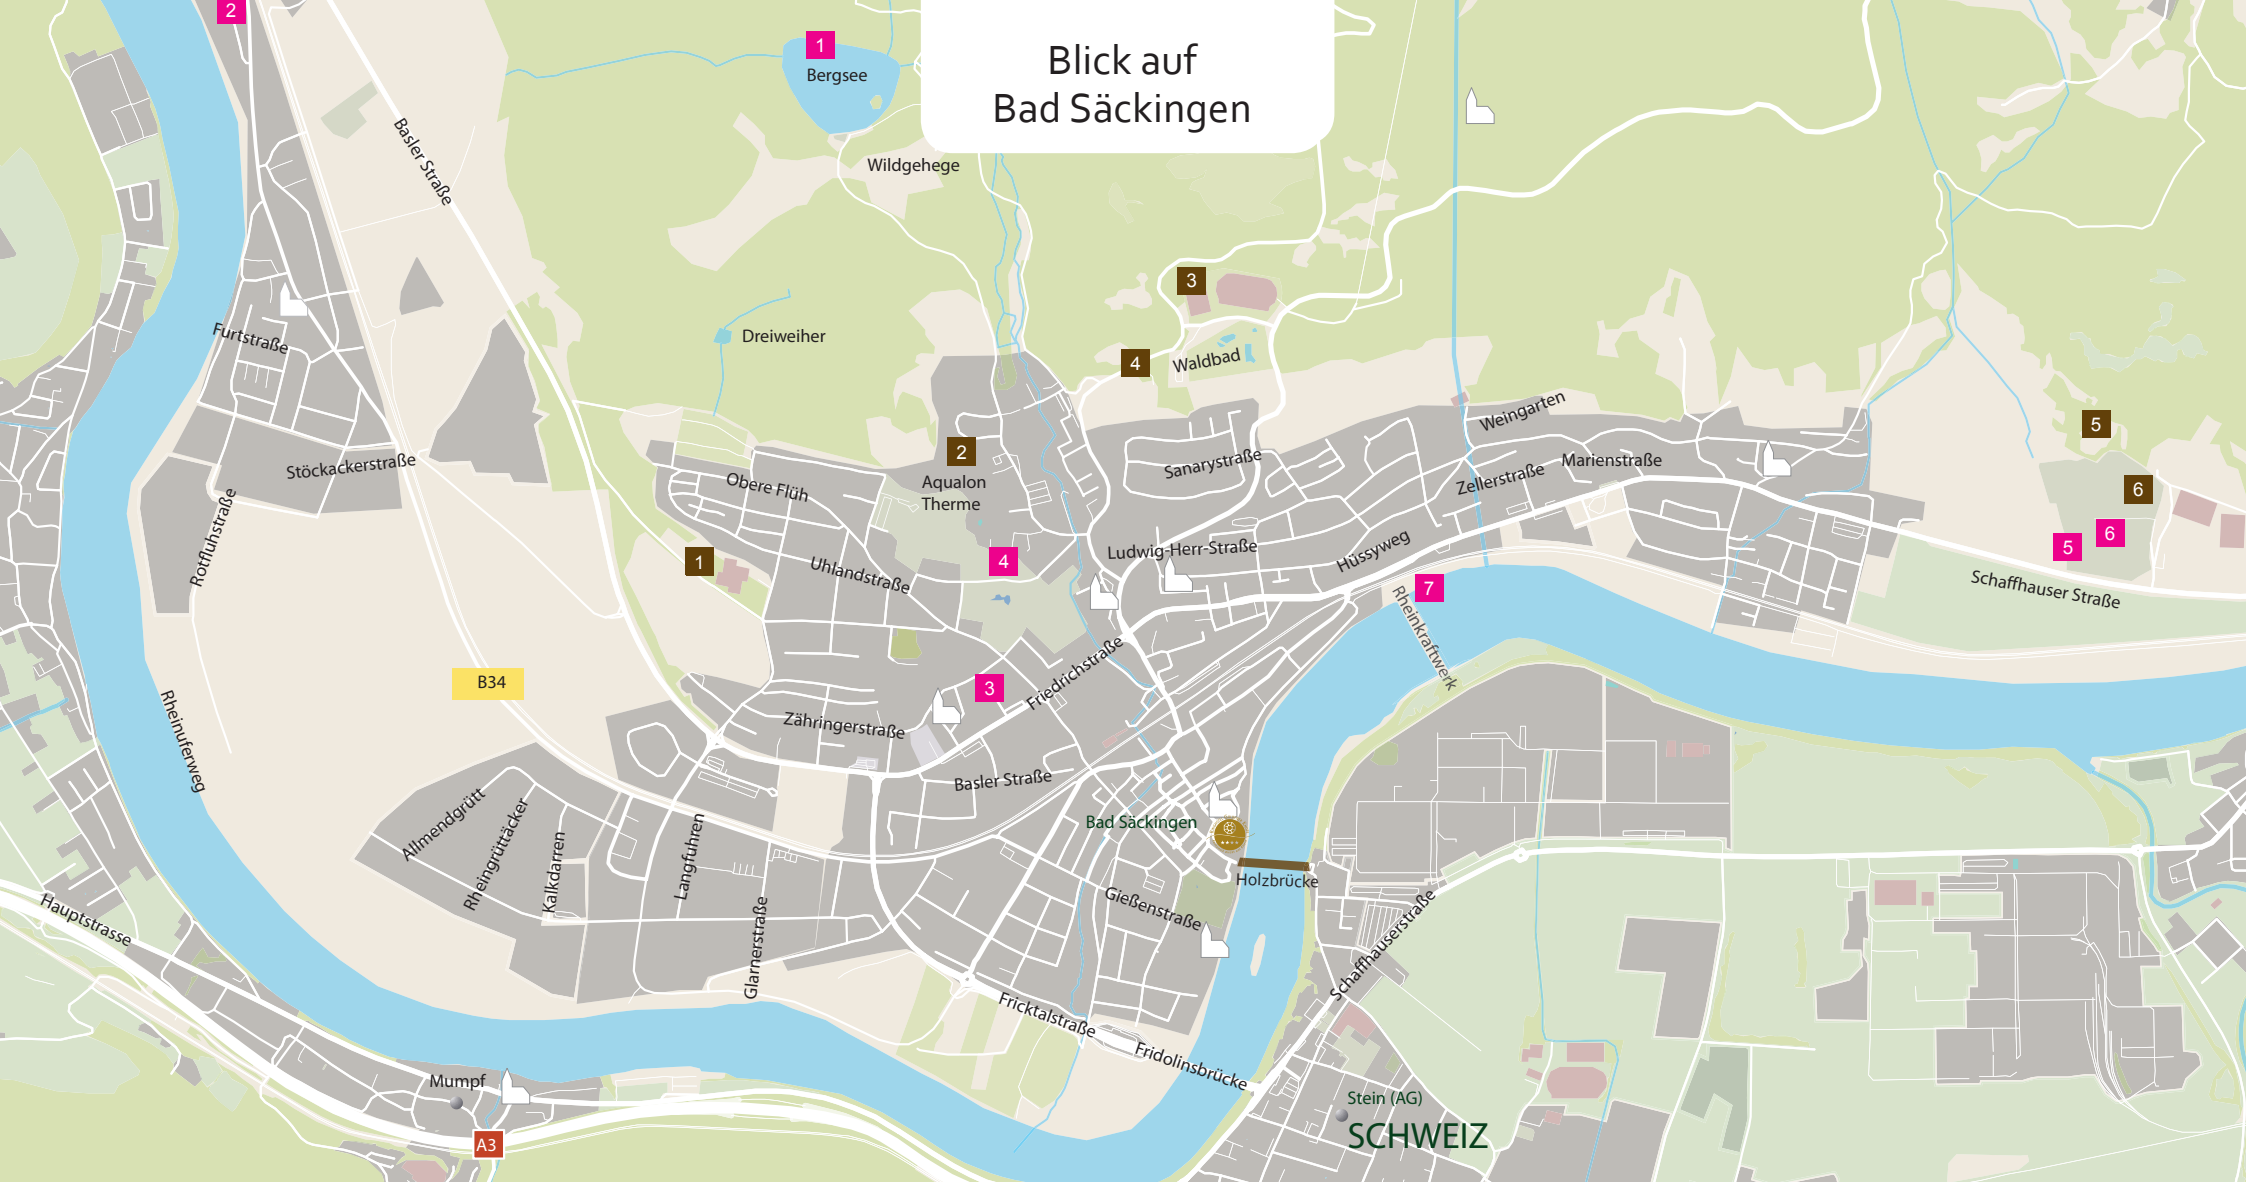 2
1
Bergsee
Blick auf
Bad Säckingen
Basler Straße
Wildgehege
3
Furtstraße
Dreiweiher
4
Waldbad
Weingarten
5
2
Aqualon
Therme
Obere Flüh
Stöckackerstraße
Sanarystraße
Zellerstraße
Marienstraße
6
Rotfluhstraße
1
Uhlandstraße
4
Ludwig-Herr-Straße
Hüssyweg
5
6
7
Schaffhauser Straße
Rheinkraftwerk
B34
3
Friedrichstraße
Zähringerstraße
Rheinuferweg
Basler Straße
Allmendgrütt
Rheingrüttäcker
Kalkdarren
Langfuhren
Bad Säckingen
Holzbrücke
Gießenstraße
Glarnerstraße
Hauptstrasse
Schaffhauserstraße
Fricktalstraße
Fridolinsbrücke
Mumpf
A3
Stein (AG)
SCHWEIZ